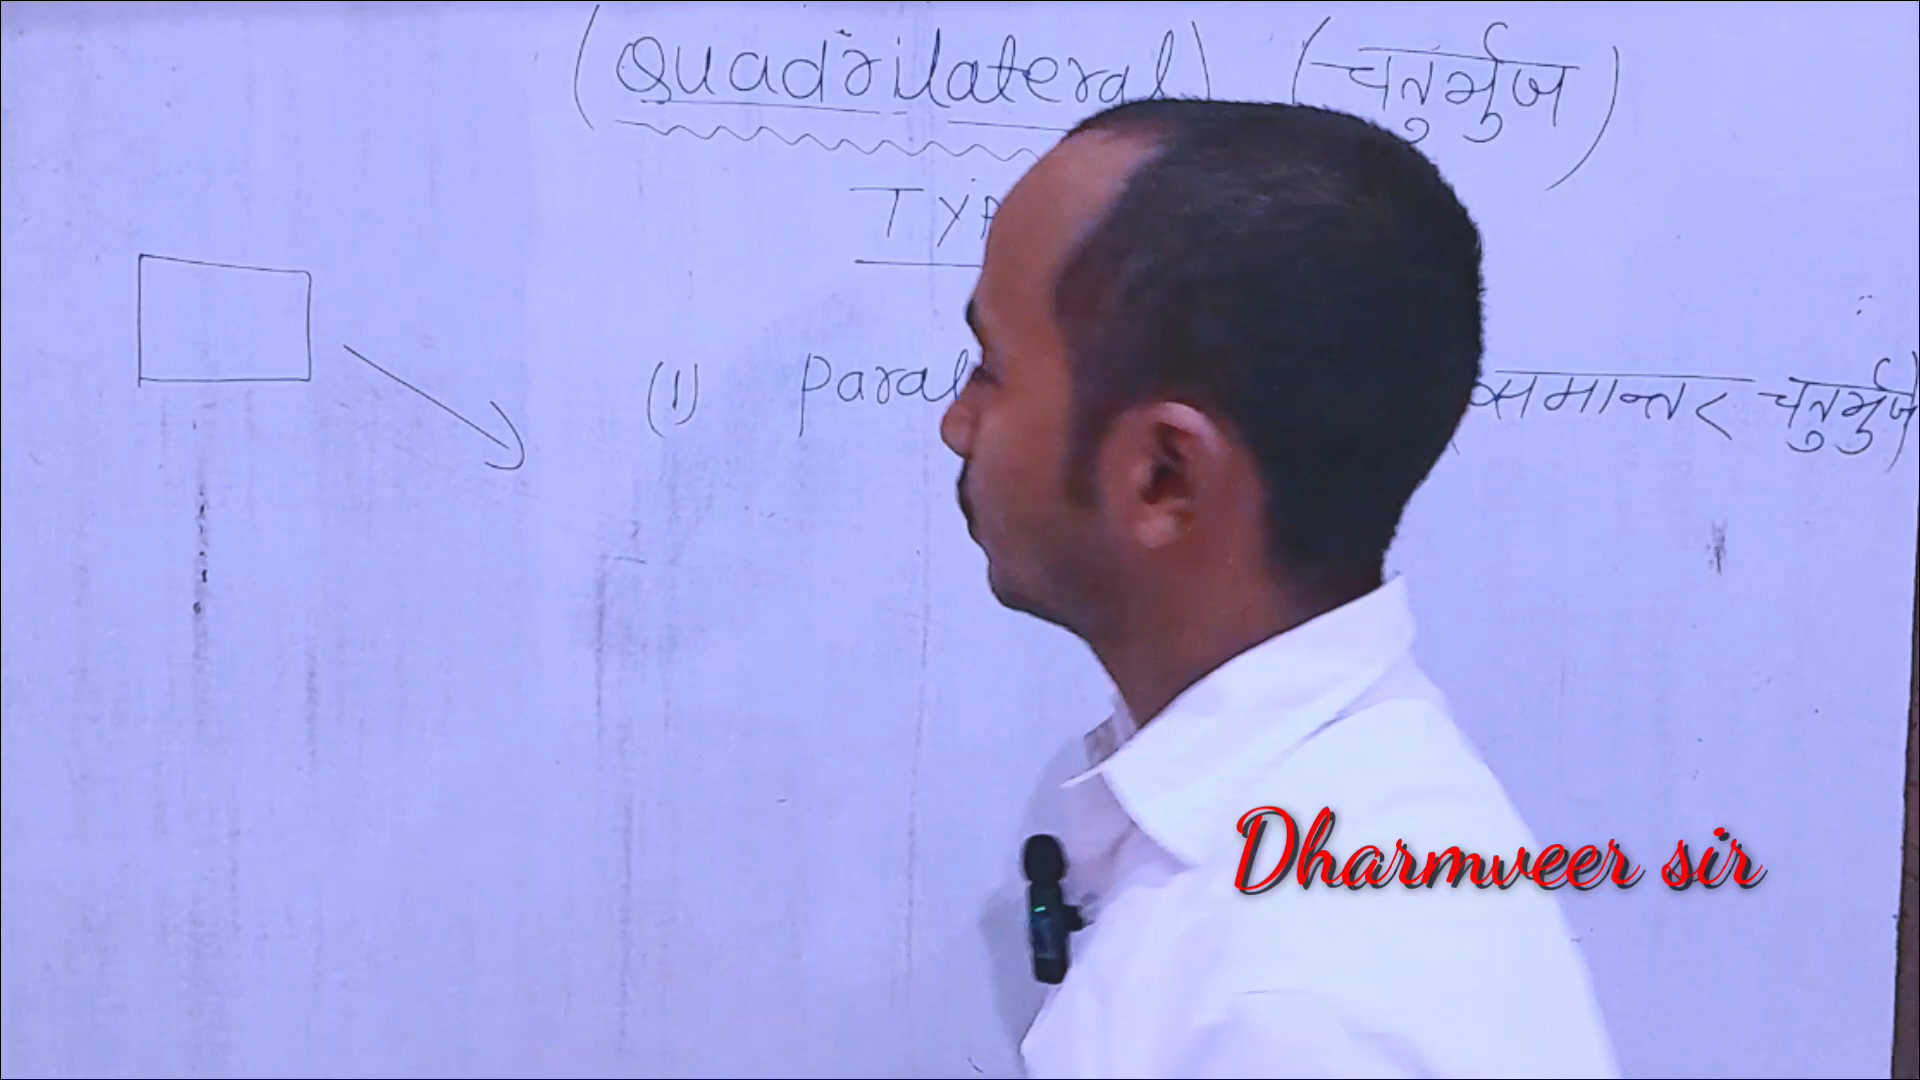 (Quadrilateral) (चतुर्भुज)
TYP
(1) Paral समान्तर चतुर्भुज)
Dharmveer sir